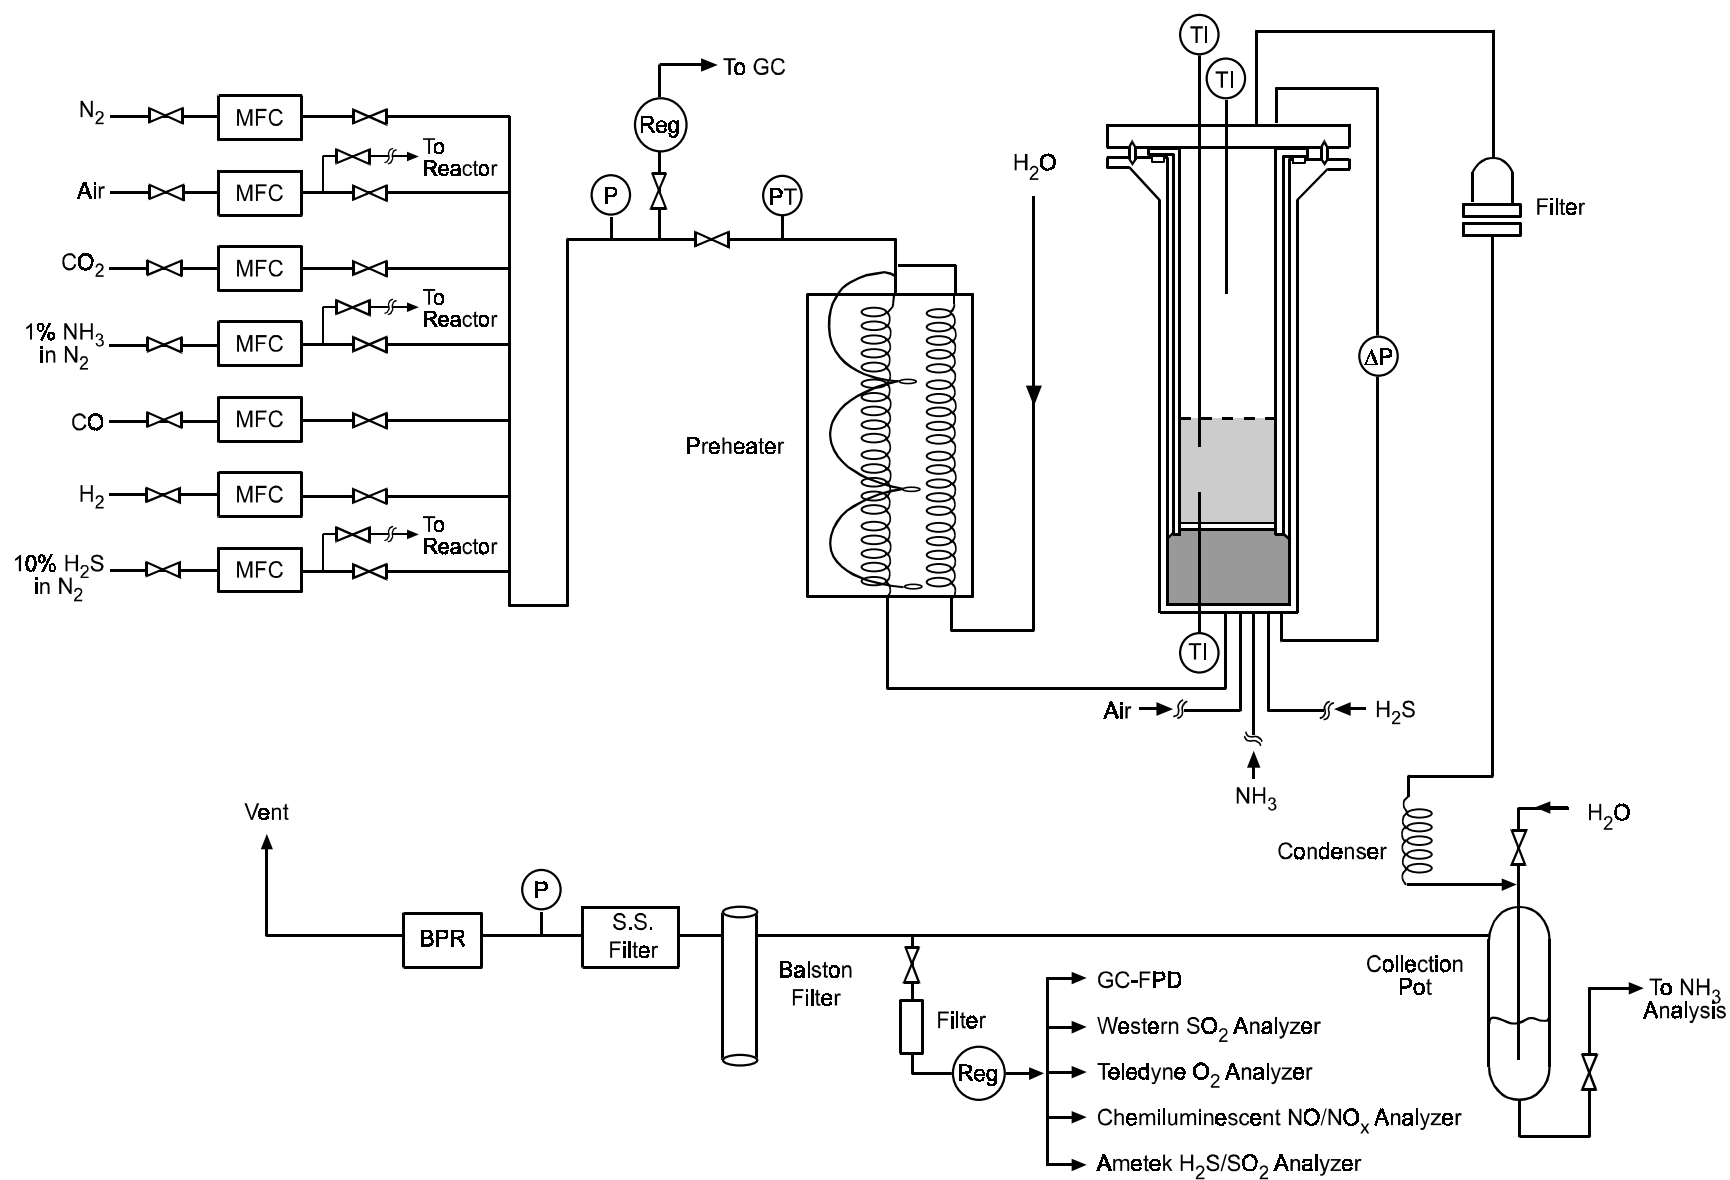 TI
TI
To GC
Reg
N2
MFC
To
Reactor
Air
MFC
H2O
P
PT
Filter
CO2
MFC
To
Reactor
1% NH3
in N2
MFC
ΔP
CO
MFC
Preheater
H2
MFC
To
Reactor
10% H2S
in N2
MFC
TI
Air
H2S
NH3
Vent
H2O
Condenser
P
BPR
S.S.
Filter
Balston
Filter
Collection
Pot
GC-FPD
To NH3
Analysis
Filter
Western SO2 Analyzer
Reg
Teledyne O2 Analyzer
Chemiluminescent NO/NOx Analyzer
Ametek H2S/SO2 Analyzer